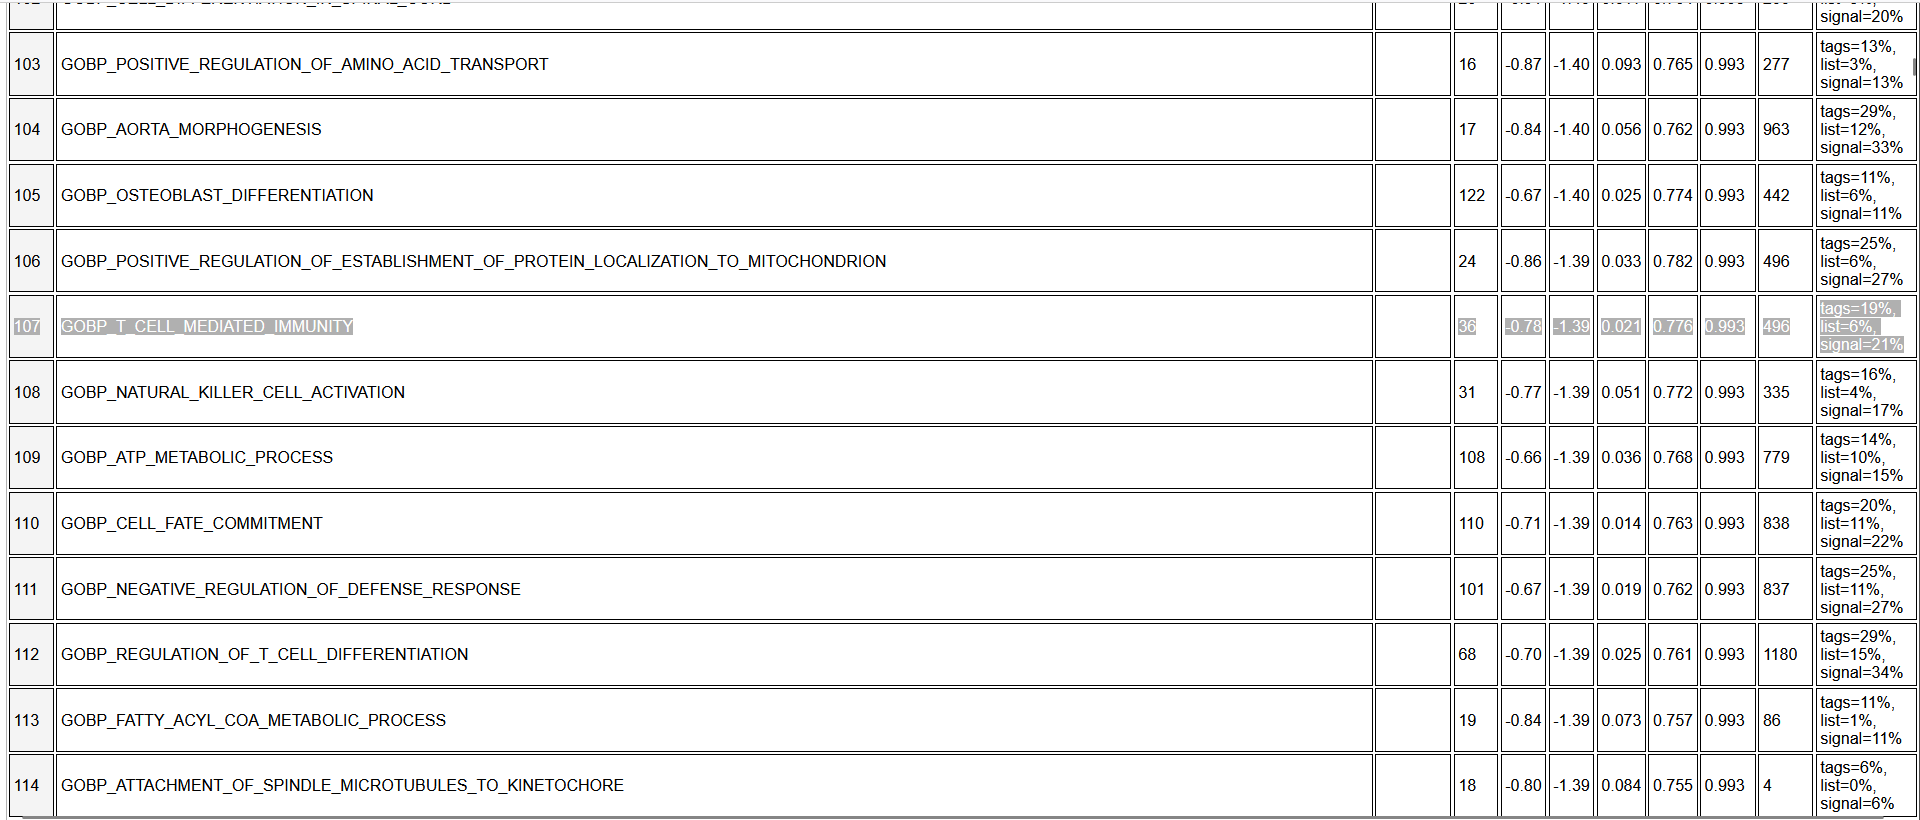 signal=20%
103 GOBP_POSITIVE_REGULATION_OF_AMINO_ACID_TRANSPORT 16 -0.87 -1.40 0.093 0.765 0.993 277 tags=13%,
list=3%,
signal=13%
104 GOBP_AORTA_MORPHOGENESIS 17 -0.84 -1.40 0.056 0.762 0.993 963 tags=29%,
list=12%,
signal=33%
105 GOBP_OSTEOBLAST_DIFFERENTIATION 122 -0.67 -1.40 0.025 0.774 0.993 442 tags=11%,
list=6%,
signal=11%
106 GOBP_POSITIVE_REGULATION_OF_ESTABLISHMENT_OF_PROTEIN_LOCALIZATION_TO_MITOCHONDRION 24 -0.86 -1.39 0.033 0.782 0.993 496 tags=25%,
list=6%,
signal=27%
107 GOBP_T_CELL_MEDIATED_IMMUNITY 36 -0.78 -1.39 0.021 0.776 0.993 496 tags=19%,
list=6%,
signal=21%
108 GOBP_NATURAL_KILLER_CELL_ACTIVATION 31 -0.77 -1.39 0.051 0.772 0.993 335 tags=16%,
list=4%,
signal=17%
109 GOBP_ATP_METABOLIC_PROCESS 108 -0.66 -1.39 0.036 0.768 0.993 779 tags=14%,
list=10%,
signal=15%
110 GOBP_CELL_FATE_COMMITMENT 110 -0.71 -1.39 0.014 0.763 0.993 838 tags=20%,
list=11%,
signal=22%
111 GOBP_NEGATIVE_REGULATION_OF_DEFENSE_RESPONSE 101 -0.67 -1.39 0.019 0.762 0.993 837 tags=25%,
list=11%,
signal=27%
112 GOBP_REGULATION_OF_T_CELL_DIFFERENTIATION 68 -0.70 -1.39 0.025 0.761 0.993 1180 tags=29%,
list=15%,
signal=34%
113 GOBP_FATTY_ACYL_COA_METABOLIC_PROCESS 19 -0.84 -1.39 0.073 0.757 0.993 86 tags=11%,
list=1%,
signal=11%
114 GOBP_ATTACHMENT_OF_SPINDLE_MICROTUBULES_TO_KINETOCHORE 18 -0.80 -1.39 0.084 0.755 0.993 4 tags=6%,
list=0%,
signal=6%